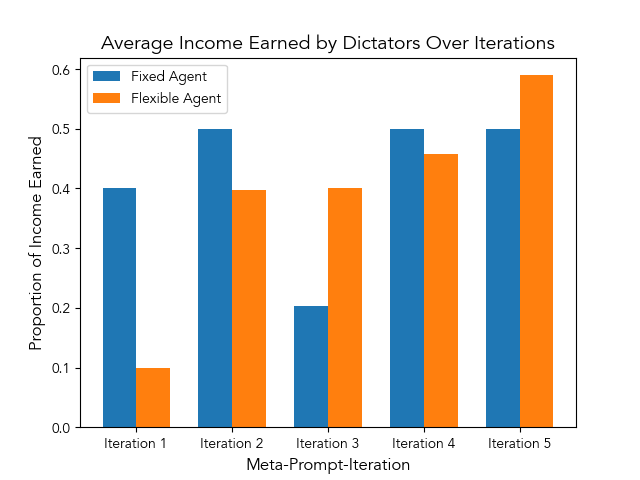 Average Income Earned by Dictators Over Iterations
Fixed Agent
Flexible Agent
Proportion of Income Earned
0.6
0.5
0.4
0.3
0.2
0.1
0.0
Iteration 1
Iteration 2
Iteration 3
Iteration 4
Iteration 5
Meta-Prompt-Iteration